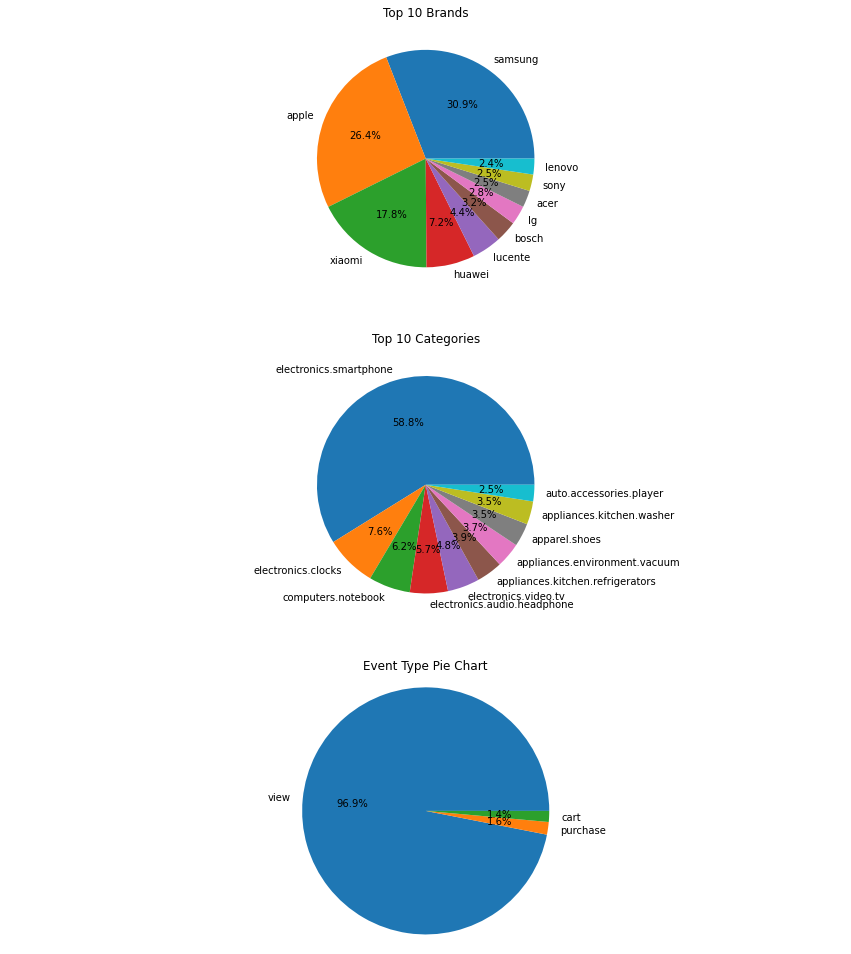 Top 10 Brands
samsung
30.9%
apple
26.4%
xiaomi
17.8%
huawei
7.2%
lucente
4.4%
bosch
3.2%
lg
2.8%
acer
2.5%
sony
2.5%
lenovo
2.4%
Top 10 Categories
electronics.smartphone
58.8%
electronics.clocks
7.6%
computers.notebook
6.2%
electronics.audio.headphone
5.7%
electronics.video.tv
4.8%
appliances.kitchen.refrigerators
3.9%
appliances.environment.vacuum
3.7%
apparel.shoes
3.5%
appliances.kitchen.washer
3.5%
auto.accessories.player
2.5%
Event Type Pie Chart
view
96.9%
purchase
1.6%
cart
1.4%